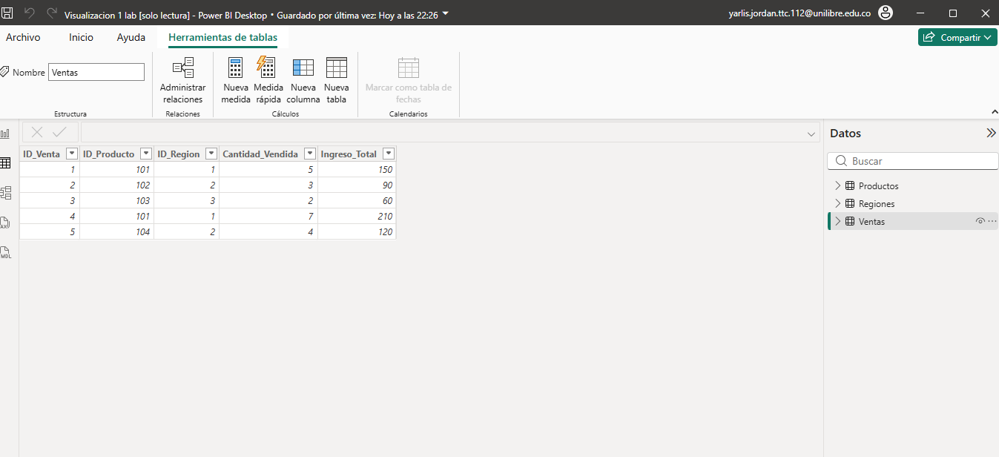 Visualizacion 1 lab [solo lectura] - Power BI Desktop • Guardado por última vez: Hoy a las 22:26
yarlis.jordan.ttc.112@unilibre.edu.co
Archivo Inicio Ayuda Herramientas de tablas
Compartir
Nombre Ventas
Administrar relaciones
Nueva medida
Medida rápida
Nueva columna
Nueva tabla
Marcar como tabla de fechas
Estructura Relaciones Cálculos Calendarios
Datos
Buscar
Productos
Regiones
Ventas
ID_Venta ID_Producto ID_Region Cantidad_Vendida Ingreso_Total
1 101 1 5 150
2 102 2 3 90
3 103 3 2 60
4 101 1 7 210
5 104 2 4 120
MDL